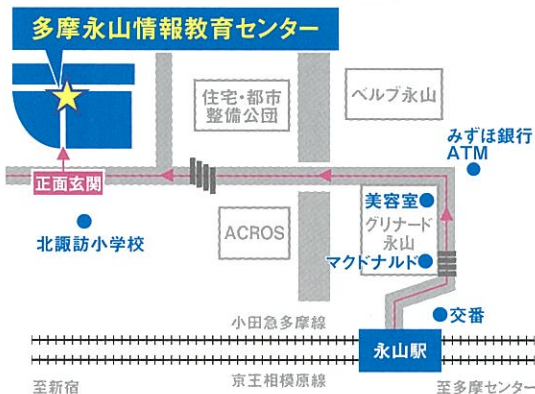 多摩永山情報教育センター
住宅・都市
整備公団
ベルブ永山
みずほ銀行
ATM
正面玄関
美容室
グリナード
永山
北諏訪小学校
ACROS
マクドナルド
交番
小田急多摩線
永山駅
京王相模原線
至新宿
至多摩センター